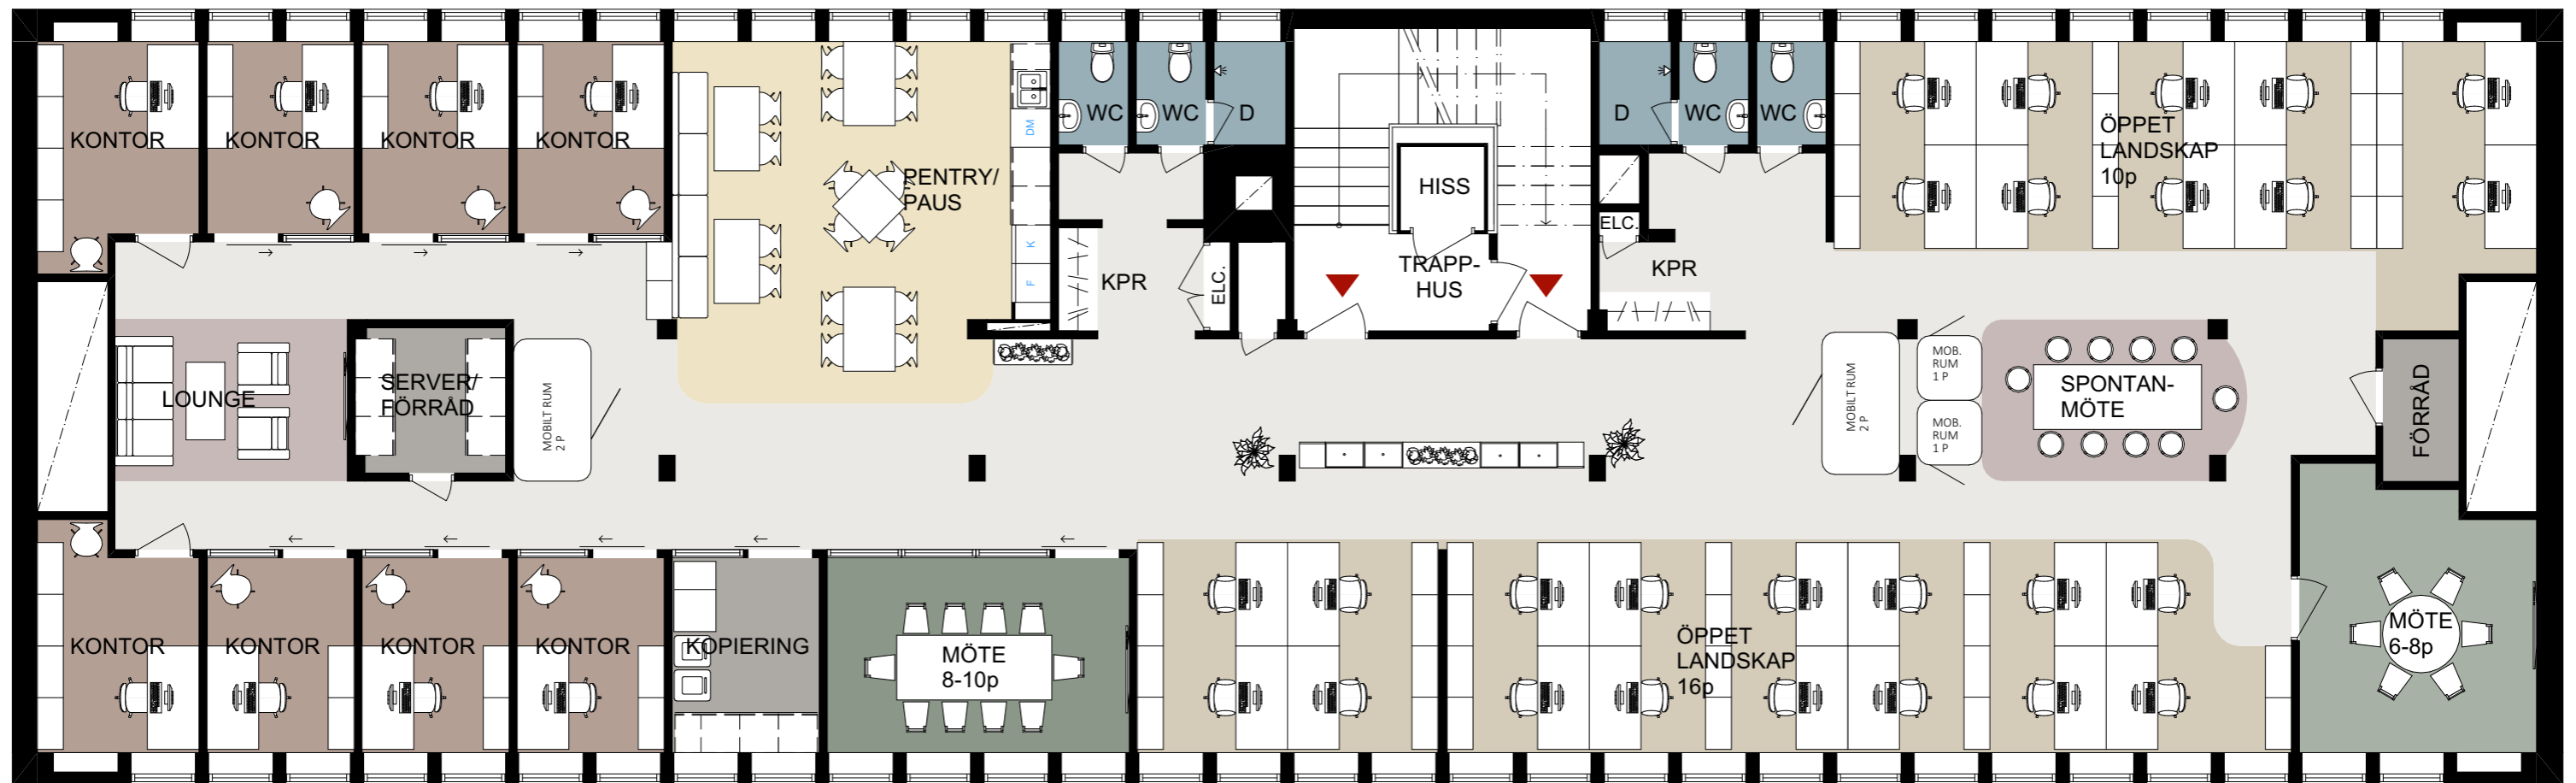 KONTOR
KONTOR
KONTOR
KONTOR
PENTRY/
PAUS
DM
K
F
WC
WC
D
KPR
ELC.
HISS
TRAPP-
HUS
D
WC
WC
ELC.
KPR
ÖPPET
LANDSKAP
10p
LOUNGE
SERVER/
FÖRRÅD
MOBILT RUM
2 P
MOBILT RUM
2 P
MOB.
RUM
1 P
MOB.
RUM
1 P
SPONTAN-
MÖTE
FÖRRÅD
KONTOR
KONTOR
KONTOR
KONTOR
KOPIERING
MÖTE
8-10p
ÖPPET
LANDSKAP
16p
MÖTE
6-8p